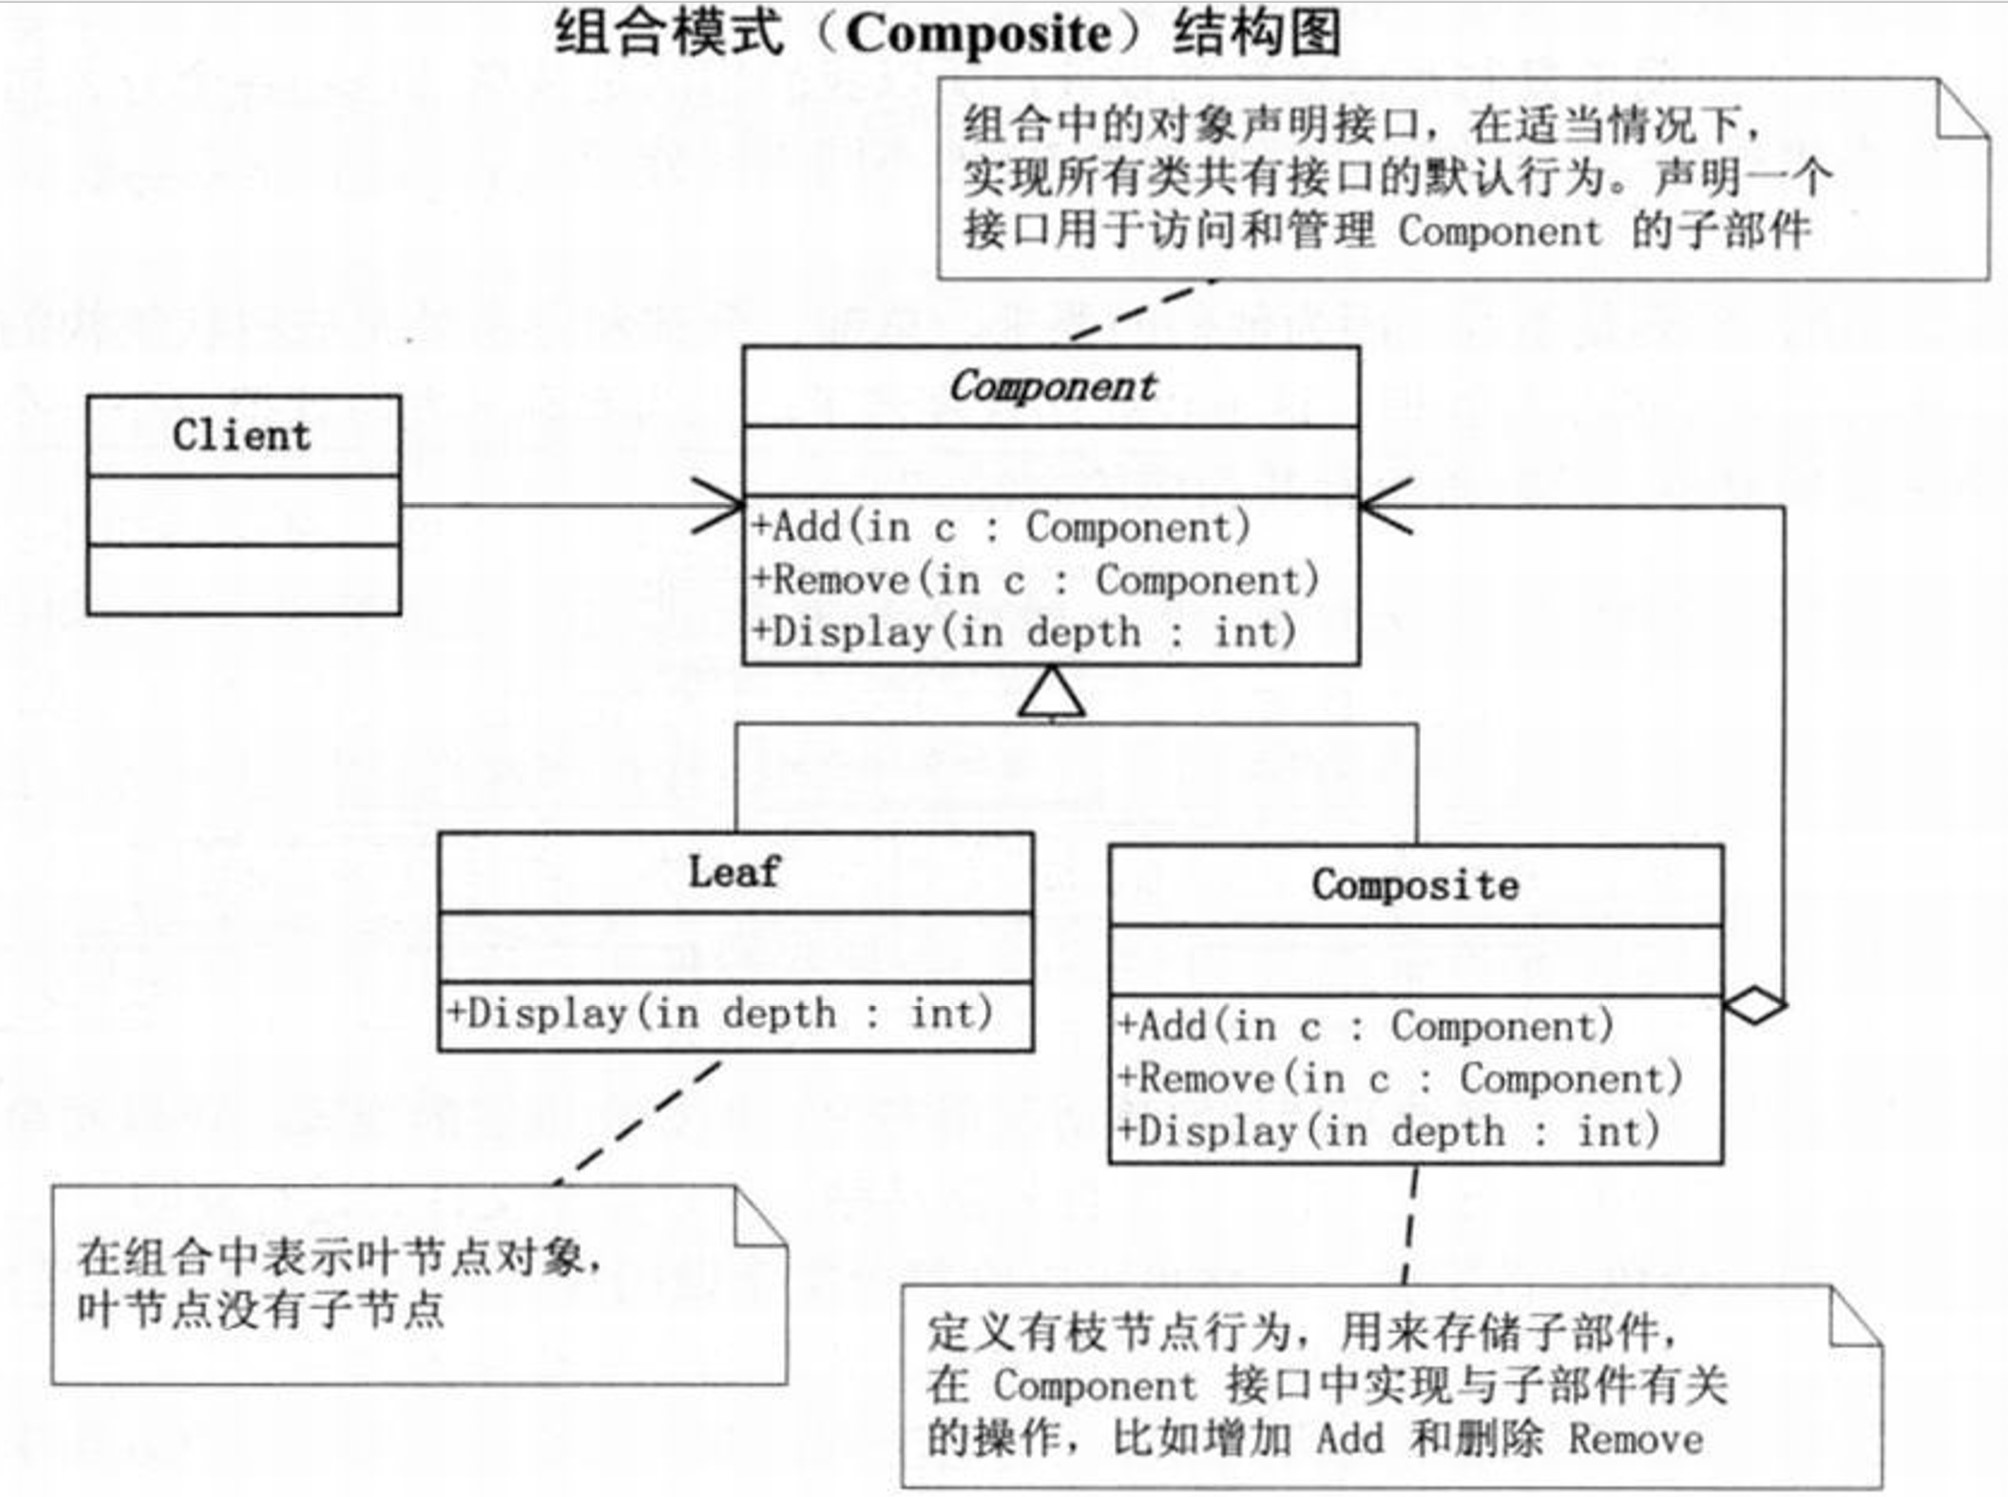 组合模式（Composite）结构图
组合中的对象声明接口，在适当情况下，
实现所有类共有接口的默认行为。声明一个
接口用于访问和管理 Component 的子部件
Component
+Add(in c : Component)
+Remove(in c : Component)
+Display(in depth : int)
Client
Leaf
+Display(in depth : int)
Composite
+Add(in c : Component)
+Remove(in c : Component)
+Display(in depth : int)
在组合中表示叶节点对象，
叶节点没有子节点
定义有枝节点行为，用来存储子部件，
在 Component 接口中实现与子部件有关
的操作，比如增加 Add 和删除 Remove